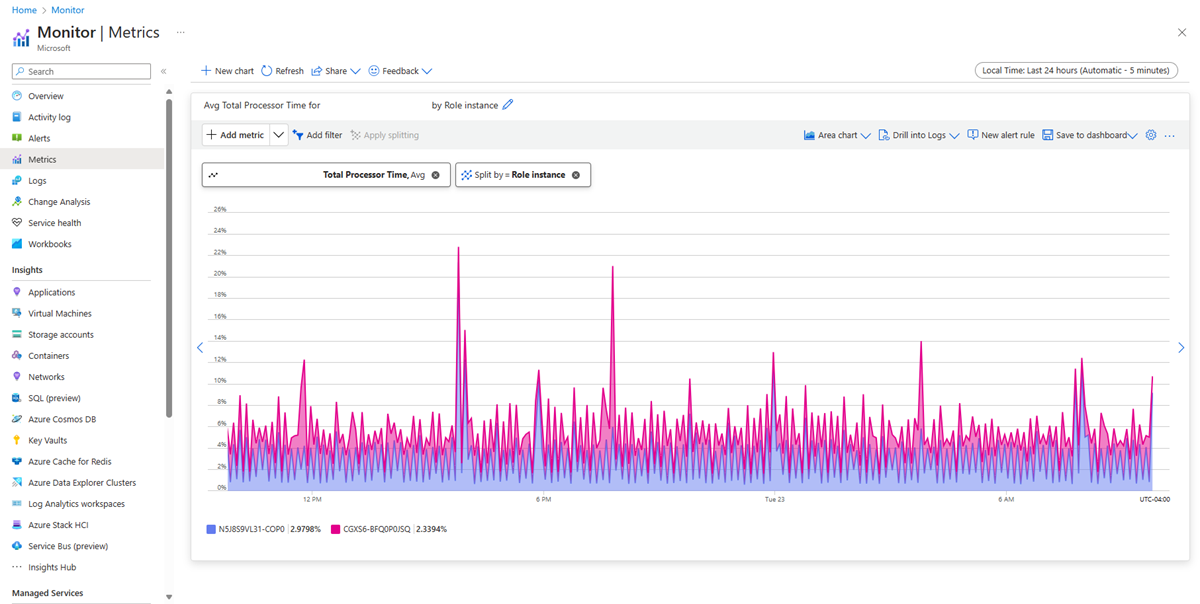 Home > Monitor
Monitor | Metrics ...
Microsoft
Search
«
Overview
Activity log
Alerts
Metrics
Logs
Change Analysis
Service health
Workbooks
Insights
Applications
Virtual Machines
Storage accounts
Containers
Networks
SQL (preview)
Azure Cosmos DB
Key Vaults
Azure Cache for Redis
Azure Data Explorer Clusters
Log Analytics workspaces
Azure Stack HCI
Service Bus (preview)
Insights Hub
Managed Services
New chart Refresh Share Feedback
Local Time: Last 24 hours (Automatic - 5 minutes)
Avg Total Processor Time for by Role instance
Add metric Add filter Apply splitting
Area chart Drill into Logs New alert rule Save to dashboard ...
Total Processor Time, Avg
Split by = Role instance
26%
24%
22%
20%
18%
16%
14%
12%
10%
8%
6%
4%
2%
0%
12 PM 6 PM Tue 23 6 AM UTC-04:00
N5J8S9VL31-COP0 | 2.9798% CGXS6-BFQ0P0JSQ | 2.3394%